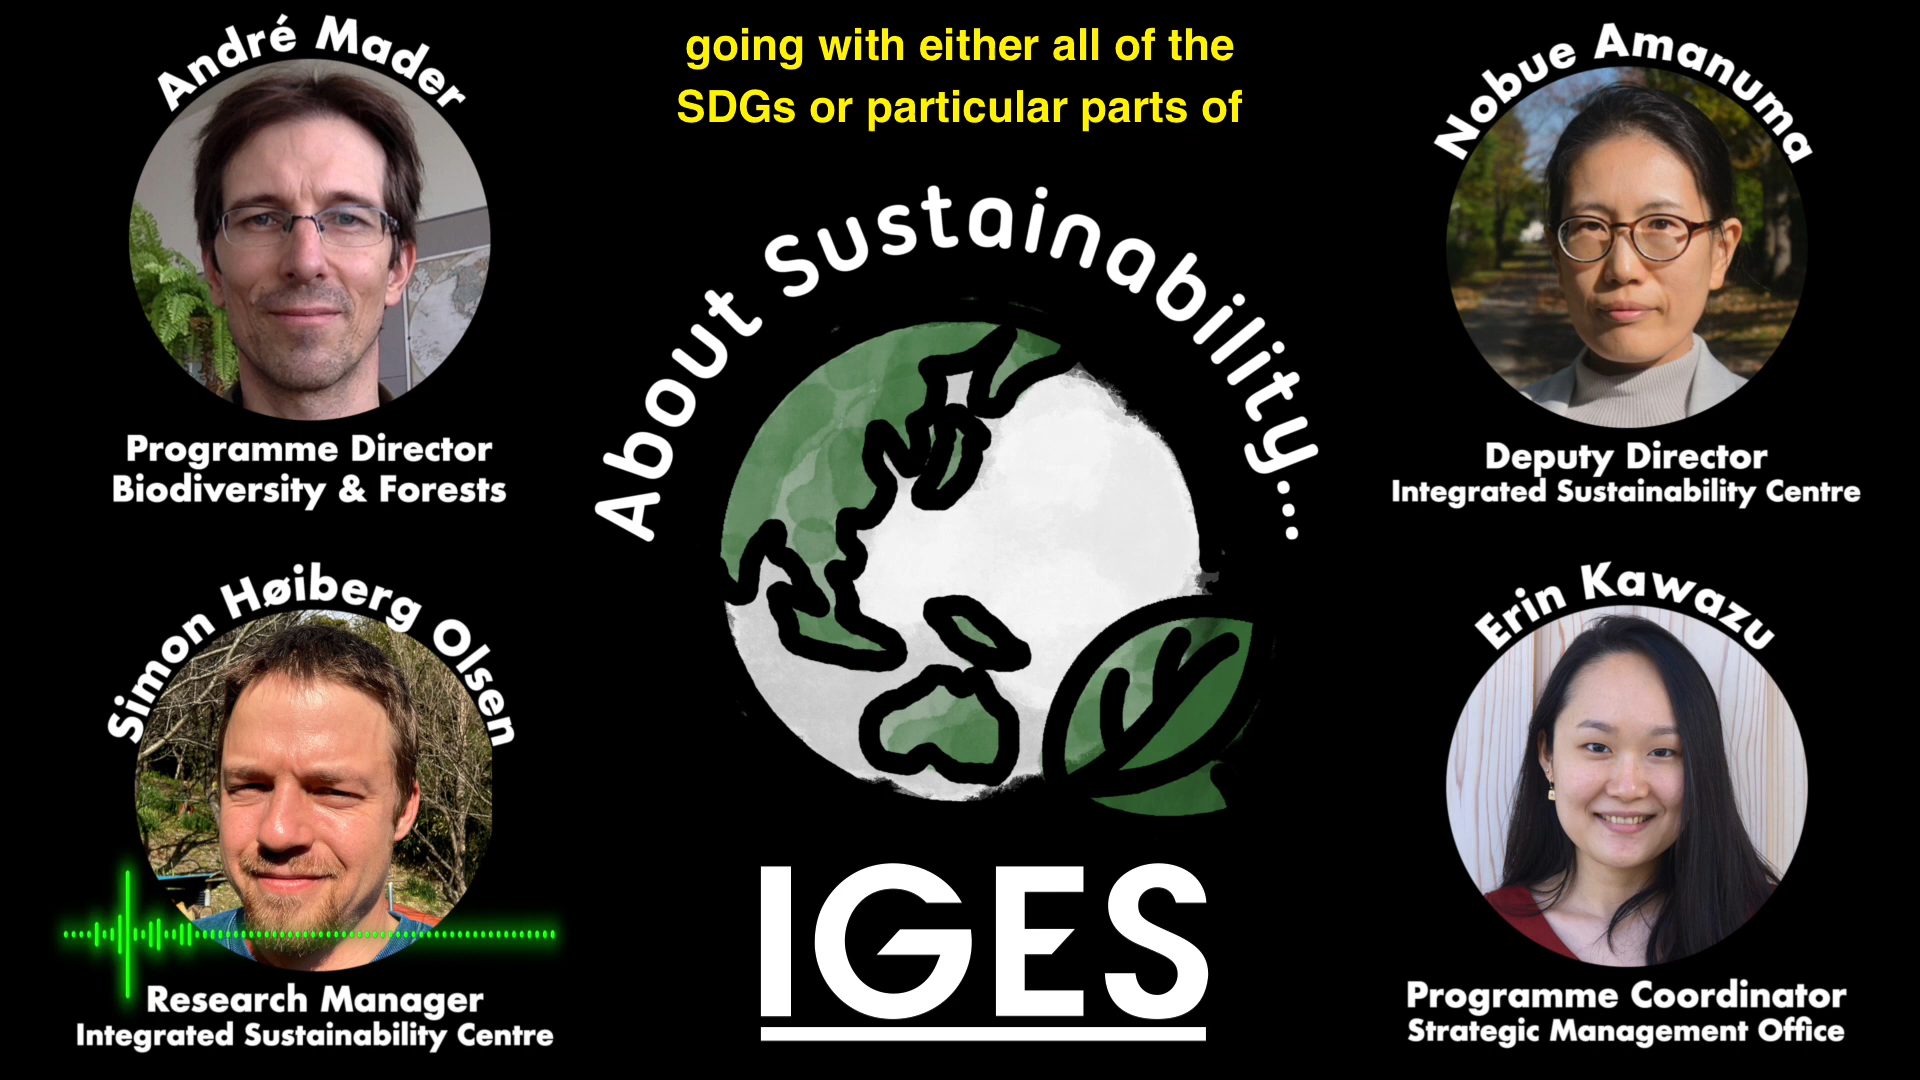 André Mader
Programme Director
Biodiversity & Forests
going with either all of the
SDGs or particular parts of
About Sustainability...
IGES
Nobue Amanuma
Deputy Director
Integrated Sustainability Centre
Simon Høiberg Olsen
Research Manager
Integrated Sustainability Centre
Erin Kawazu
Programme Coordinator
Strategic Management Office